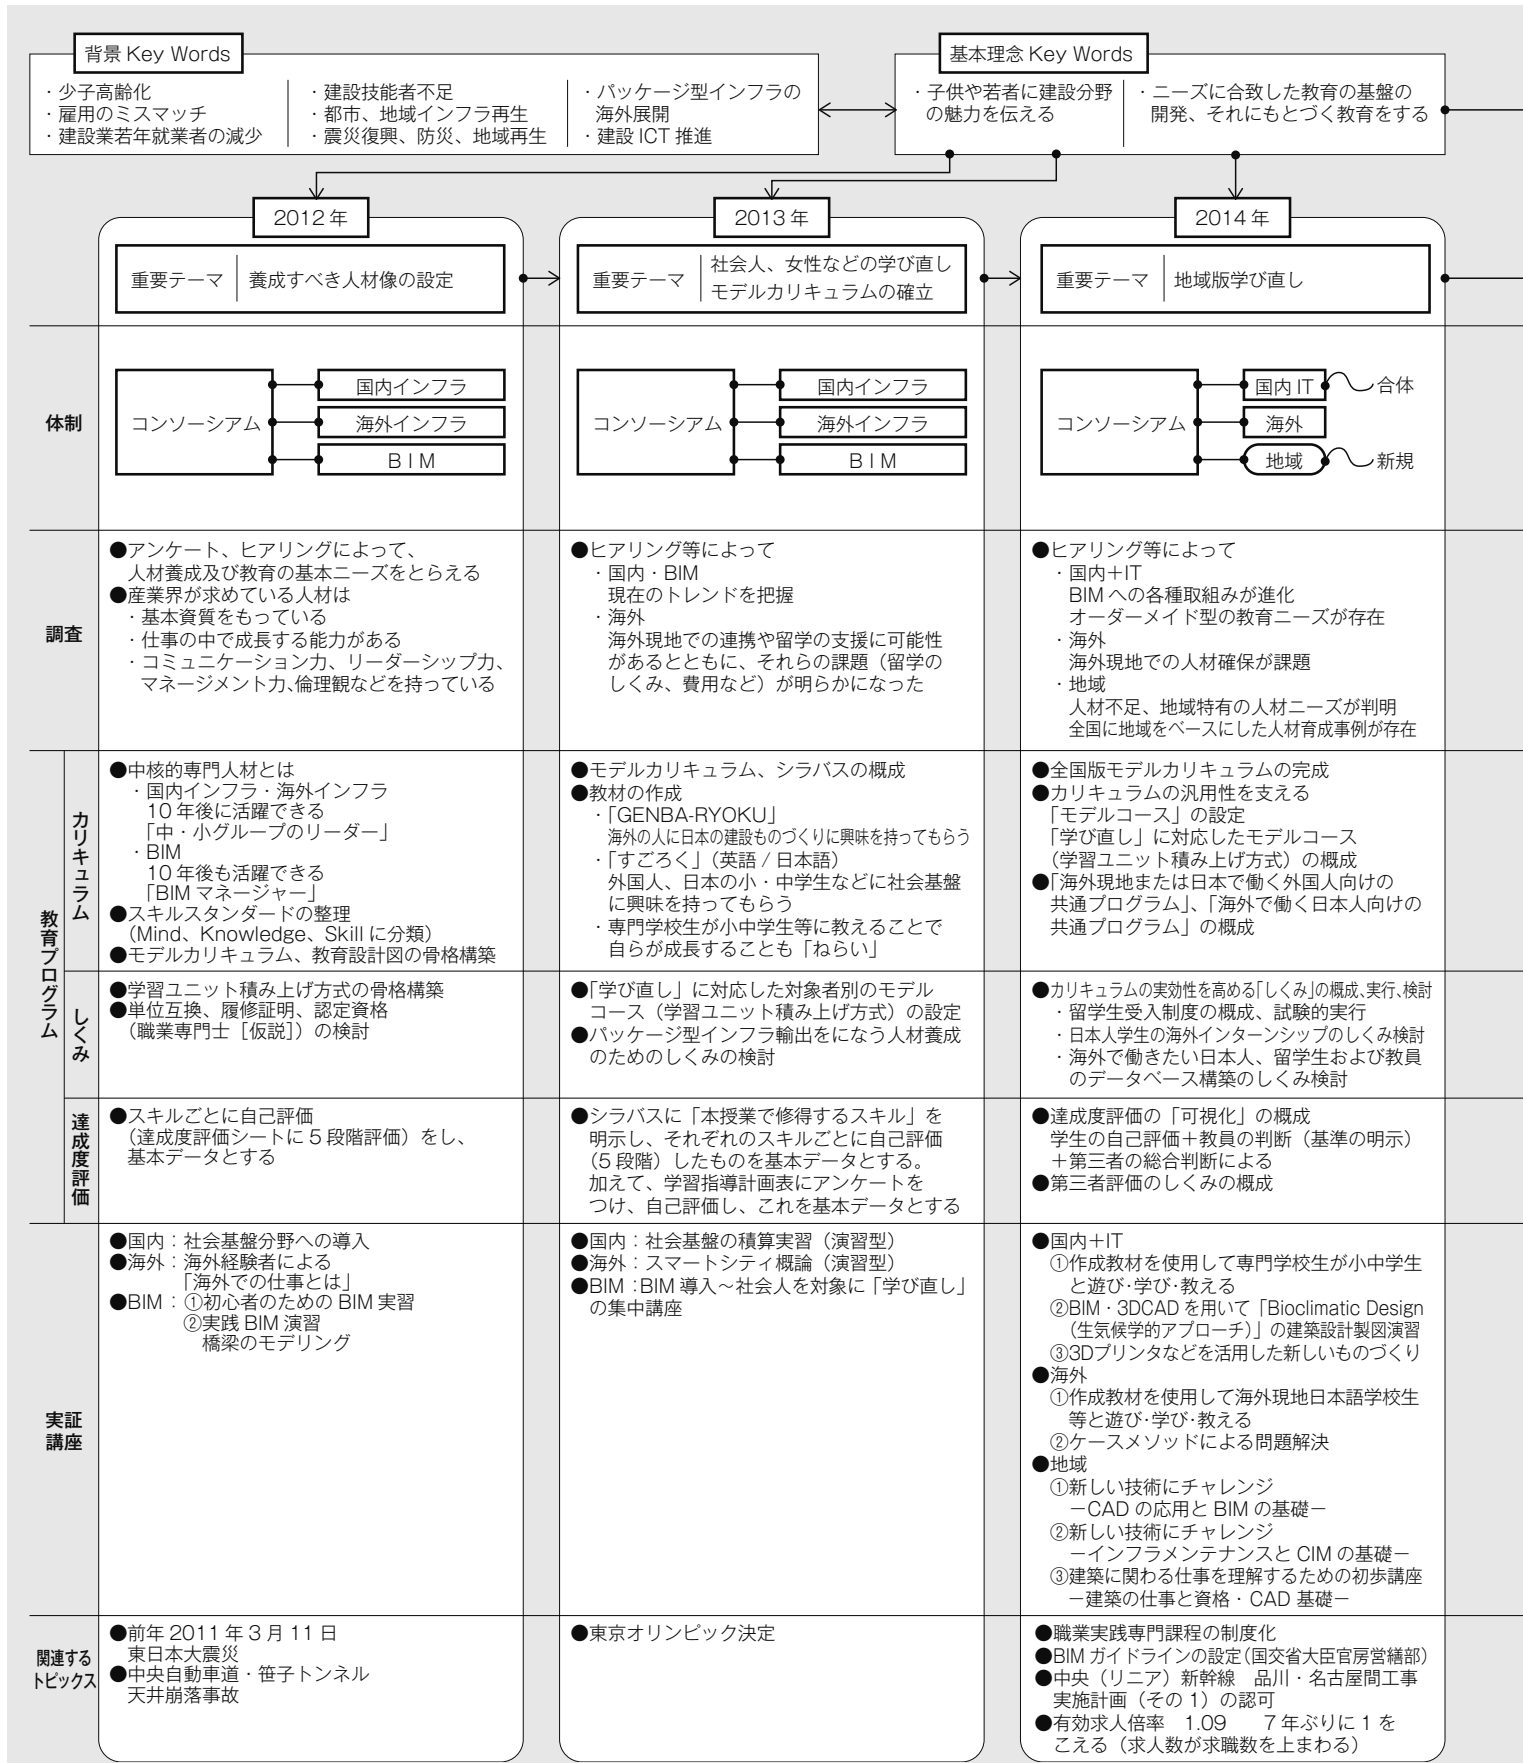 背景 Key Words
・少子高齢化
・雇用のミスマッチ
・建設業若年就業者の減少
・建設技能者不足
・都市、地域インフラ再生
・震災復興、防災、地域再生
・パッケージ型インフラの
海外展開
・建設 ICT 推進
基本理念 Key Words
・子供や若者に建設分野
の魅力を伝える
・ニーズに合致した教育の基盤の
開発、それにもとづく教育をする
2012 年
重要テーマ
養成すべき人材像の設定
2013 年
重要テーマ
社会人、女性などの学び直し
モデルカリキュラムの確立
2014 年
重要テーマ
地域版学び直し
体制
コンソーシアム
国内インフラ
海外インフラ
BIM
コンソーシアム
国内インフラ
海外インフラ
BIM
コンソーシアム
国内 IT
合体
海外
地域
新規
調査
●アンケート、ヒアリングによって、
人材養成及び教育の基本ニーズをとらえる
●産業界が求めている人材は
・基本資質をもっている
・仕事の中で成長する能力がある
・コミュニケーション力、リーダーシップ力、
マネージメント力、倫理観などを持っている
●ヒアリング等によって
・国内・BIM
現在のトレンドを把握
・海外
海外現地での連携や留学の支援に可能性
があるとともに、それらの課題（留学の
しくみ、費用など）が明らかになった
●ヒアリング等によって
・国内＋IT
BIM への各種取組みが進化
オーダーメイド型の教育ニーズが存在
・海外
海外現地での人材確保が課題
・地域
人材不足、地域特有の人材ニーズが判明
全国に地域をベースにした人材育成事例が存在
教育プログラム
カリキュラム
●中核的専門人材とは
・国内インフラ・海外インフラ
10 年後に活躍できる
「中・小グループのリーダー」
・BIM
10 年後も活躍できる
「BIM マネージャー」
●スキルスタンダードの整理
（Mind、Knowledge、Skill に分類）
●モデルカリキュラム、教育設計図の骨格構築
●モデルカリキュラム、シラバスの概成
●教材の作成
・「GENBA-RYOKU」
海外の人に日本の建設ものづくりに興味を持ってもらう
・「すごろく」（英語 / 日本語）
外国人、日本の小・中学生などに社会基盤
に興味を持ってもらう
・専門学校生が小中学生等に教えることで
自らが成長することも「ねらい」
●全国版モデルカリキュラムの完成
●カリキュラムの汎用性を支える
「モデルコース」の設定
「学び直し」に対応したモデルコース
（学習ユニット積み上げ方式）の概成
●「海外現地または日本で働く外国人向けの
共通プログラム」、「海外で働く日本人向けの
共通プログラム」の概成
しくみ
●学習ユニット積み上げ方式の骨格構築
●単位互換、履修証明、認定資格
（職業専門士［仮説］）の検討
●「学び直し」に対応した対象者別のモデル
コース（学習ユニット積み上げ方式）の設定
●パッケージ型インフラ輸出をになう人材養成
のためのしくみの検討
●カリキュラムの実効性を高める「しくみ」の概成、実行、検討
・留学生受入制度の概成、試験的実行
・日本人学生の海外インターンシップのしくみ検討
・海外で働きたい日本人、留学生および教員
のデータベース構築のしくみ検討
達成度評価
●スキルごとに自己評価
（達成度評価シートに 5 段階評価）をし、
基本データとする
●シラバスに「本授業で修得するスキル」を
明示し、それぞれのスキルごとに自己評価
（5 段階）したものを基本データとする。
加えて、学習指導計画表にアンケートを
つけ、自己評価し、これを基本データとする
●達成度評価の「可視化」の概成
学生の自己評価＋教員の判断（基準の明示）
＋第三者の総合判断による
●第三者評価のしくみの概成
実証
講座
●国内：社会基盤分野への導入
●海外：海外経験者による
「海外での仕事とは」
●BIM：①初心者のための BIM 実習
②実践 BIM 演習
橋梁のモデリング
●国内：社会基盤の積算実習（演習型）
●海外：スマートシティ概論（演習型）
●BIM：BIM 導入〜社会人を対象に「学び直し」
の集中講座
●国内＋IT
①作成教材を使用して専門学校生が小中学生
と遊び・学び・教える
②BIM・3DCAD を用いて「Bioclimatic Design
（生気候学的アプローチ）」の建築設計製図演習
③3Dプリンタなどを活用した新しいものづくり
●海外
①作成教材を使用して海外現地日本語学校生
等と遊び・学び・教える
②ケースメソッドによる問題解決
●地域
①新しい技術にチャレンジ
－CAD の応用と BIM の基礎－
②新しい技術にチャレンジ
－インフラメンテナンスと CIM の基礎－
③建築に関わる仕事を理解するための初歩講座
－建築の仕事と資格・CAD 基礎－
関連する
トピックス
●前年 2011 年 3 月 11 日
東日本大震災
●中央自動車道・笹子トンネル
天井崩落事故
●東京オリンピック決定
●職業実践専門課程の制度化
●BIM ガイドラインの設定（国交省大臣官房営繕部）
●中央（リニア）新幹線　品川・名古屋間工事
実施計画（その 1）の認可
●有効求人倍率　1.09　　7 年ぶりに 1 を
こえる（求人数が求職数を上まわる）